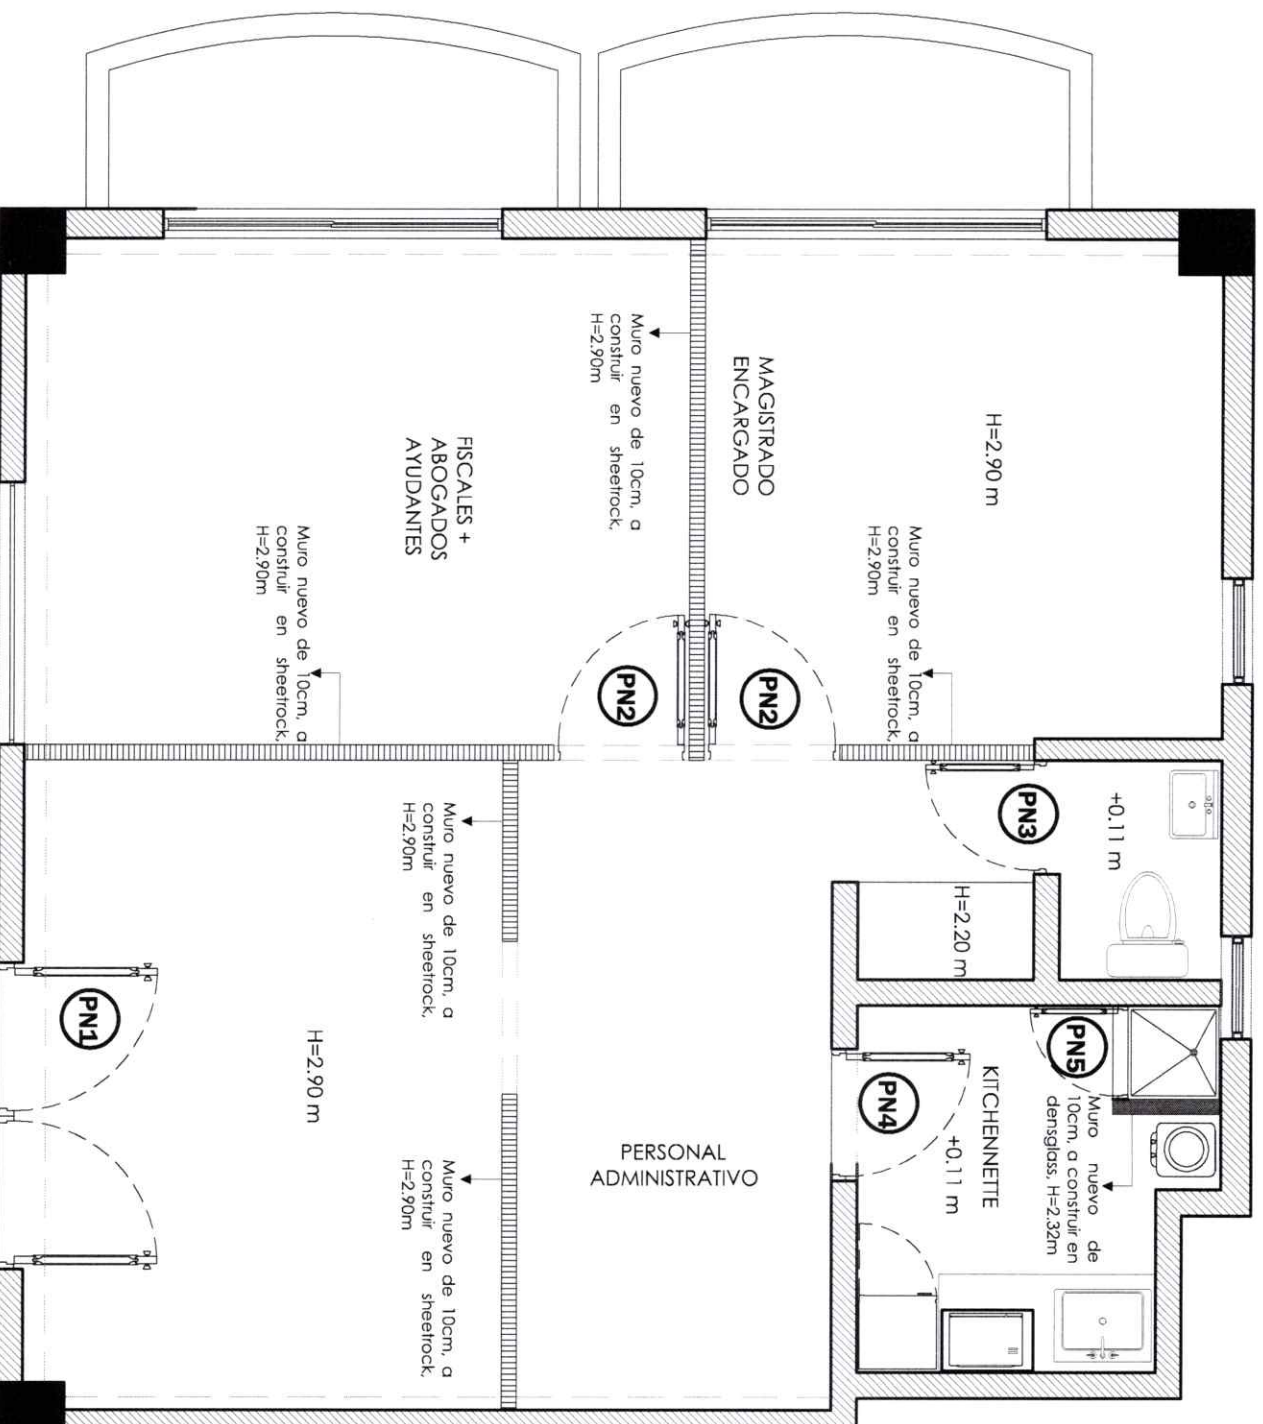 H=2.90 m
MAGISTRADO
ENCARGADO
Muro nuevo de 10cm, a
construir en sheetrock,
H=2.90m
Muro nuevo de 10cm, a
construir en sheetrock,
H=2.90m
FISCALES +
ABOGADOS
AYUDANTES
Muro nuevo de 10cm, a
construir en sheetrock,
H=2.90m
PN2
PN2
PN3
+0.11 m
H=2.20 m
Muro nuevo de 10cm, a
construir en sheetrock,
H=2.90m
PN1
H=2.90 m
PN5
PN4
KITCHENNETTE
+0.11 m
Muro nuevo de
10cm, a construir en
densglass, H=2.32m
PERSONAL
ADMINISTRATIVO
Muro nuevo de 10cm, a
construir en sheetrock,
H=2.90m